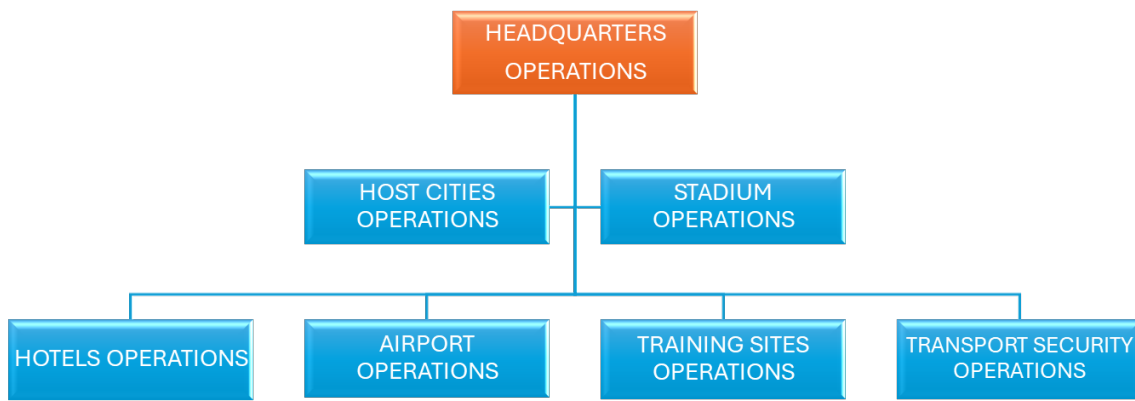 HEADQUARTERS
OPERATIONS
HOST CITIES
OPERATIONS
STADIUM
OPERATIONS
HOTELS OPERATIONS
AIRPORT
OPERATIONS
TRAINING SITES
OPERATIONS
TRANSPORT SECURITY
OPERATIONS